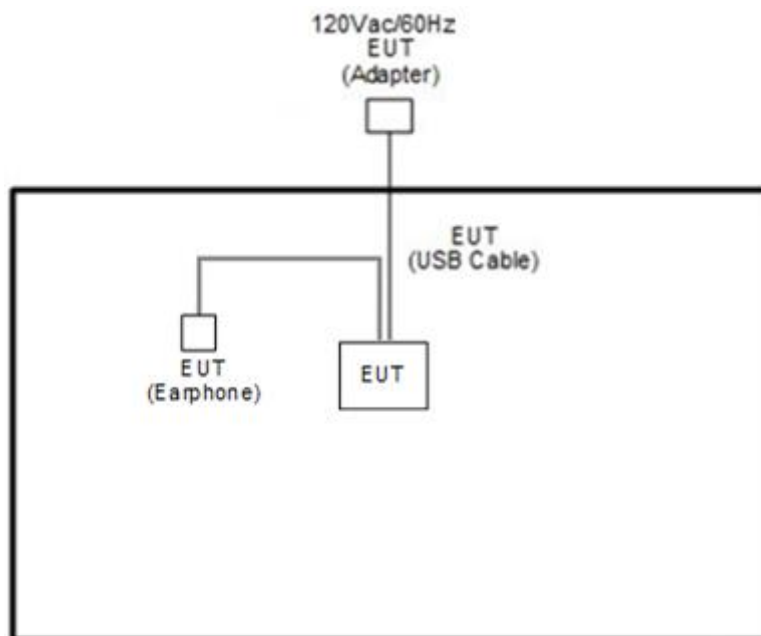 120Vac/60Hz
EUT
(Adapter)
EUT
(USB Cable)
EUT
(Earphone)
EUT